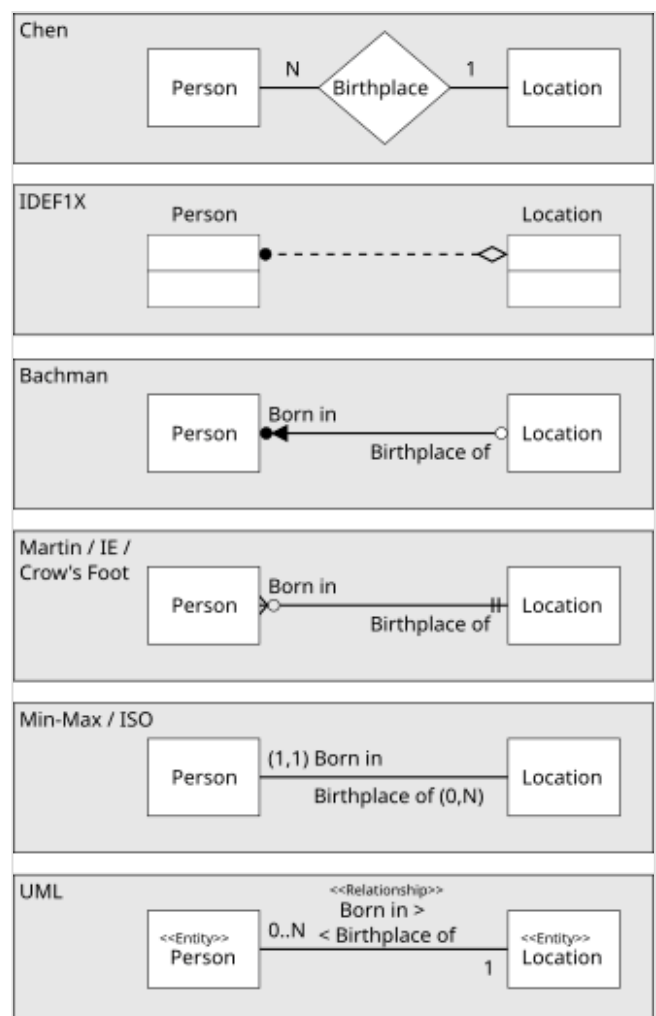 Chen
Person
N
Birthplace
1
Location
IDEF1X
Person
Location
Bachman
Person
Born in
Birthplace of
Location
Martin / IE /
Crow's Foot
Person
Born in
Birthplace of
Location
Min-Max / ISO
Person
(1,1) Born in
Birthplace of (0,N)
Location
UML
<<Entity>>
Person
0..N
<<Relationship>>
Born in >
< Birthplace of
1
<<Entity>>
Location